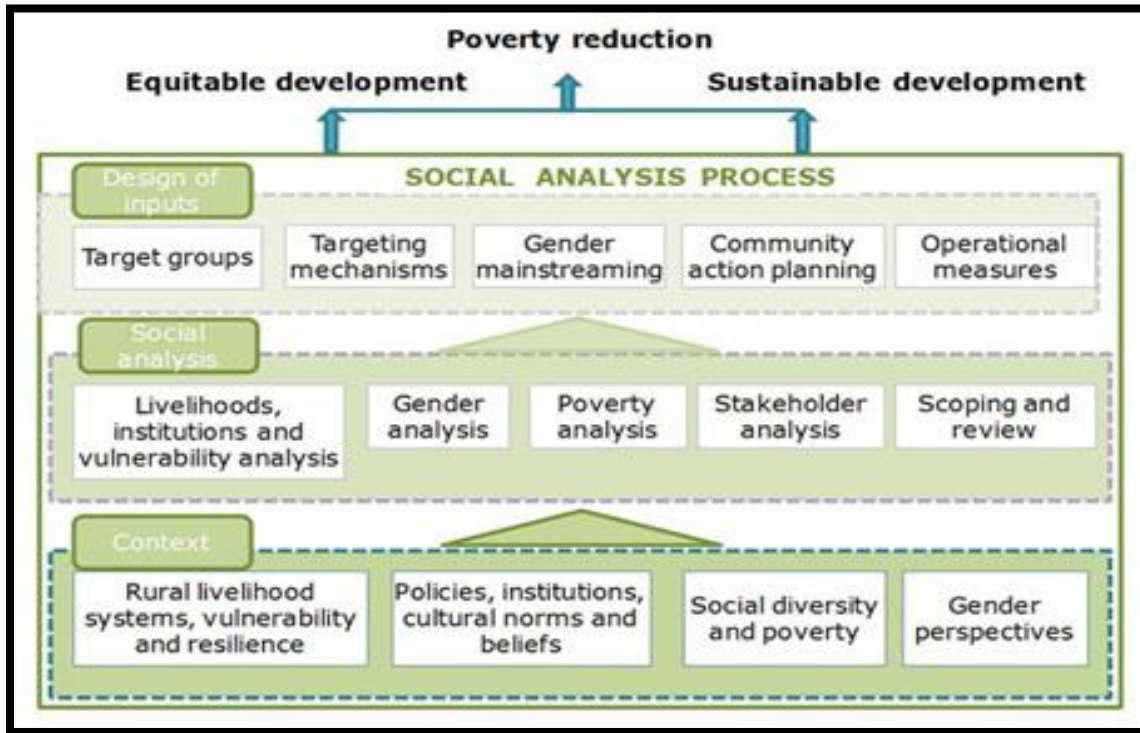 Poverty reduction
Equitable development
Sustainable development
SOCIAL ANALYSIS PROCESS
Design of
inputs
Target groups
Targeting
mechanisms
Gender
mainstreaming
Community
action planning
Operational
measures
Social
analysis
Livelihoods,
institutions and
vulnerability analysis
Gender
analysis
Poverty
analysis
Stakeholder
analysis
Scoping and
review
Context
Rural livelihood
systems, vulnerability
and resilience
Policies, institutions,
cultural norms and
beliefs
Social diversity
and poverty
Gender
perspectives